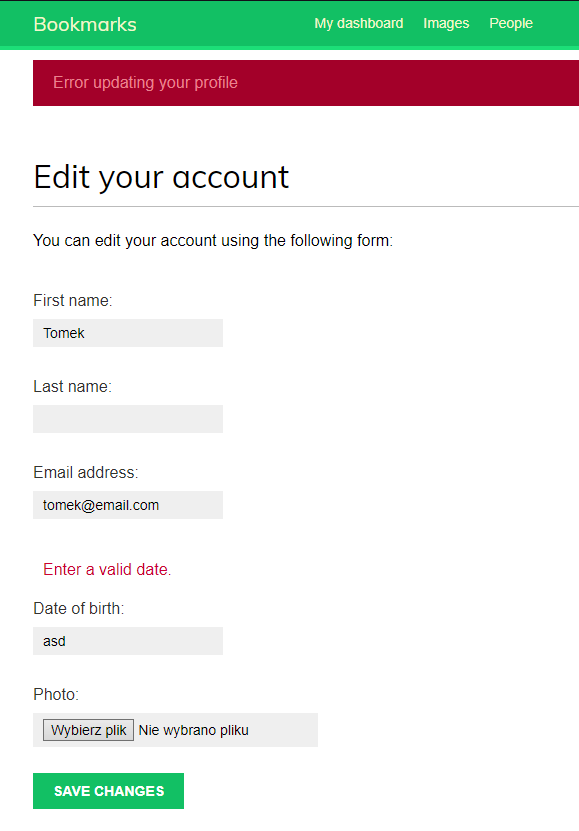 Bookmarks My dashboard Images People
Error updating your profile
Edit your account
You can edit your account using the following form:
First name:
Tomek
Last name:
Email address:
tomek@email.com
Enter a valid date.
Date of birth:
asd
Photo:
Wybierz plik Nie wybrano pliku
SAVE CHANGES